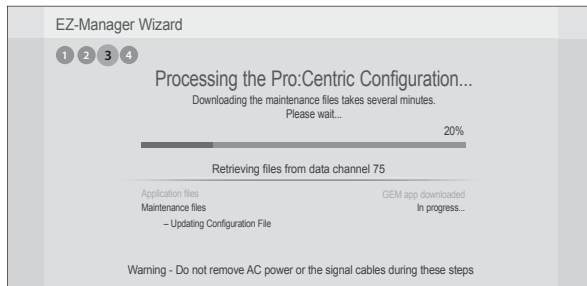 EZ-Manager Wizard
1 2 3 4
Processing the Pro:Centric Configuration...
Downloading the maintenance files takes several minutes.
Please wait...
20%
Retrieving files from data channel 75
Application files GEM app downloaded
Maintenance files In progress...
– Updating Configuration File
Warning - Do not remove AC power or the signal cables during these steps